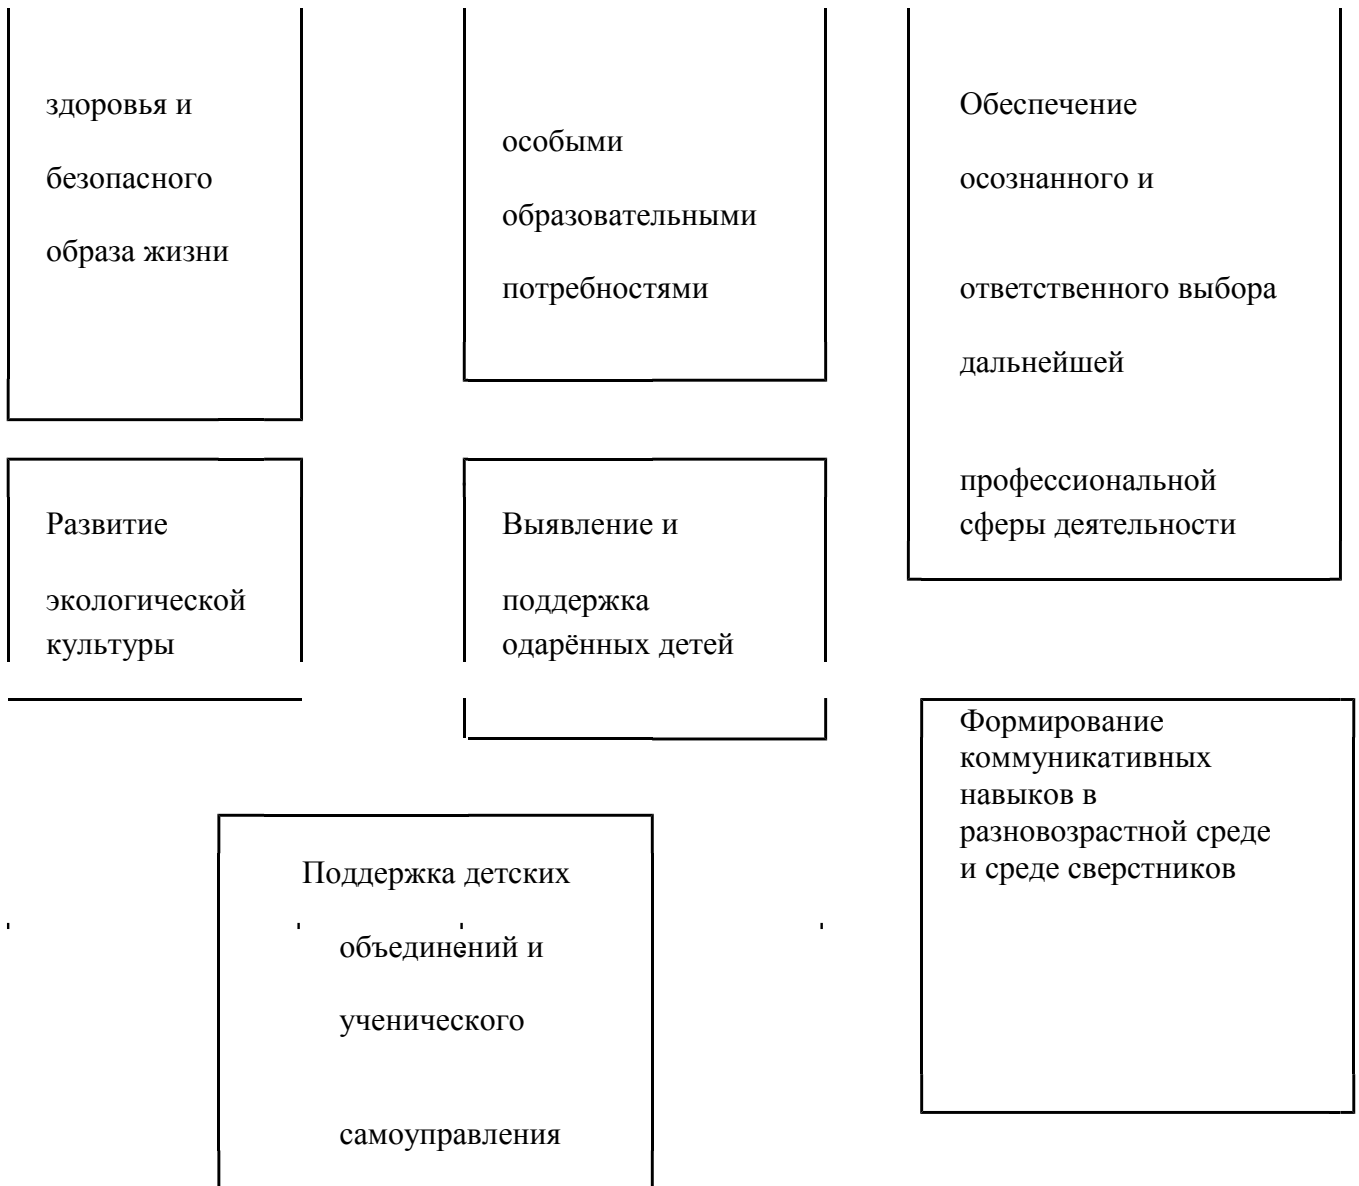 здоровья и
безопасного
образа жизни
особыми
образовательными
потребностями
Обеспечение
осознанного и
ответственного выбора
дальнейшей
профессиональной
сферы деятельности
Развитие
экологической
культуры
Выявление и
поддержка
одарённых детей
Формирование
коммуникативных
навыков в
разновозрастной среде
и среде сверстников
Поддержка детских
объединений и
ученического
самоуправления